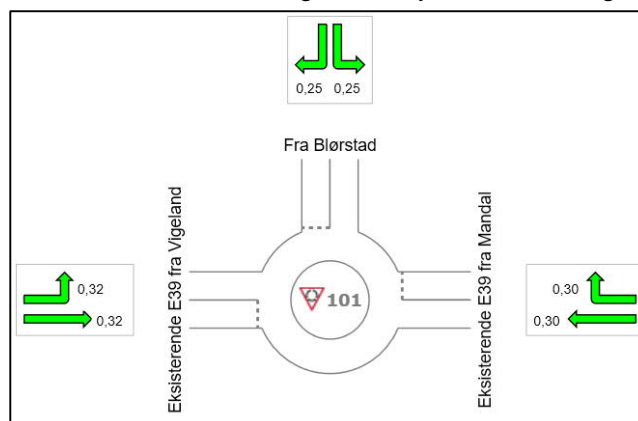 0,25 0,25
Fra Blørstad
Eksisterende E39 fra Vigeland
0,32
0,32
101
Eksisterende E39 fra Mandal
0,30
0,30